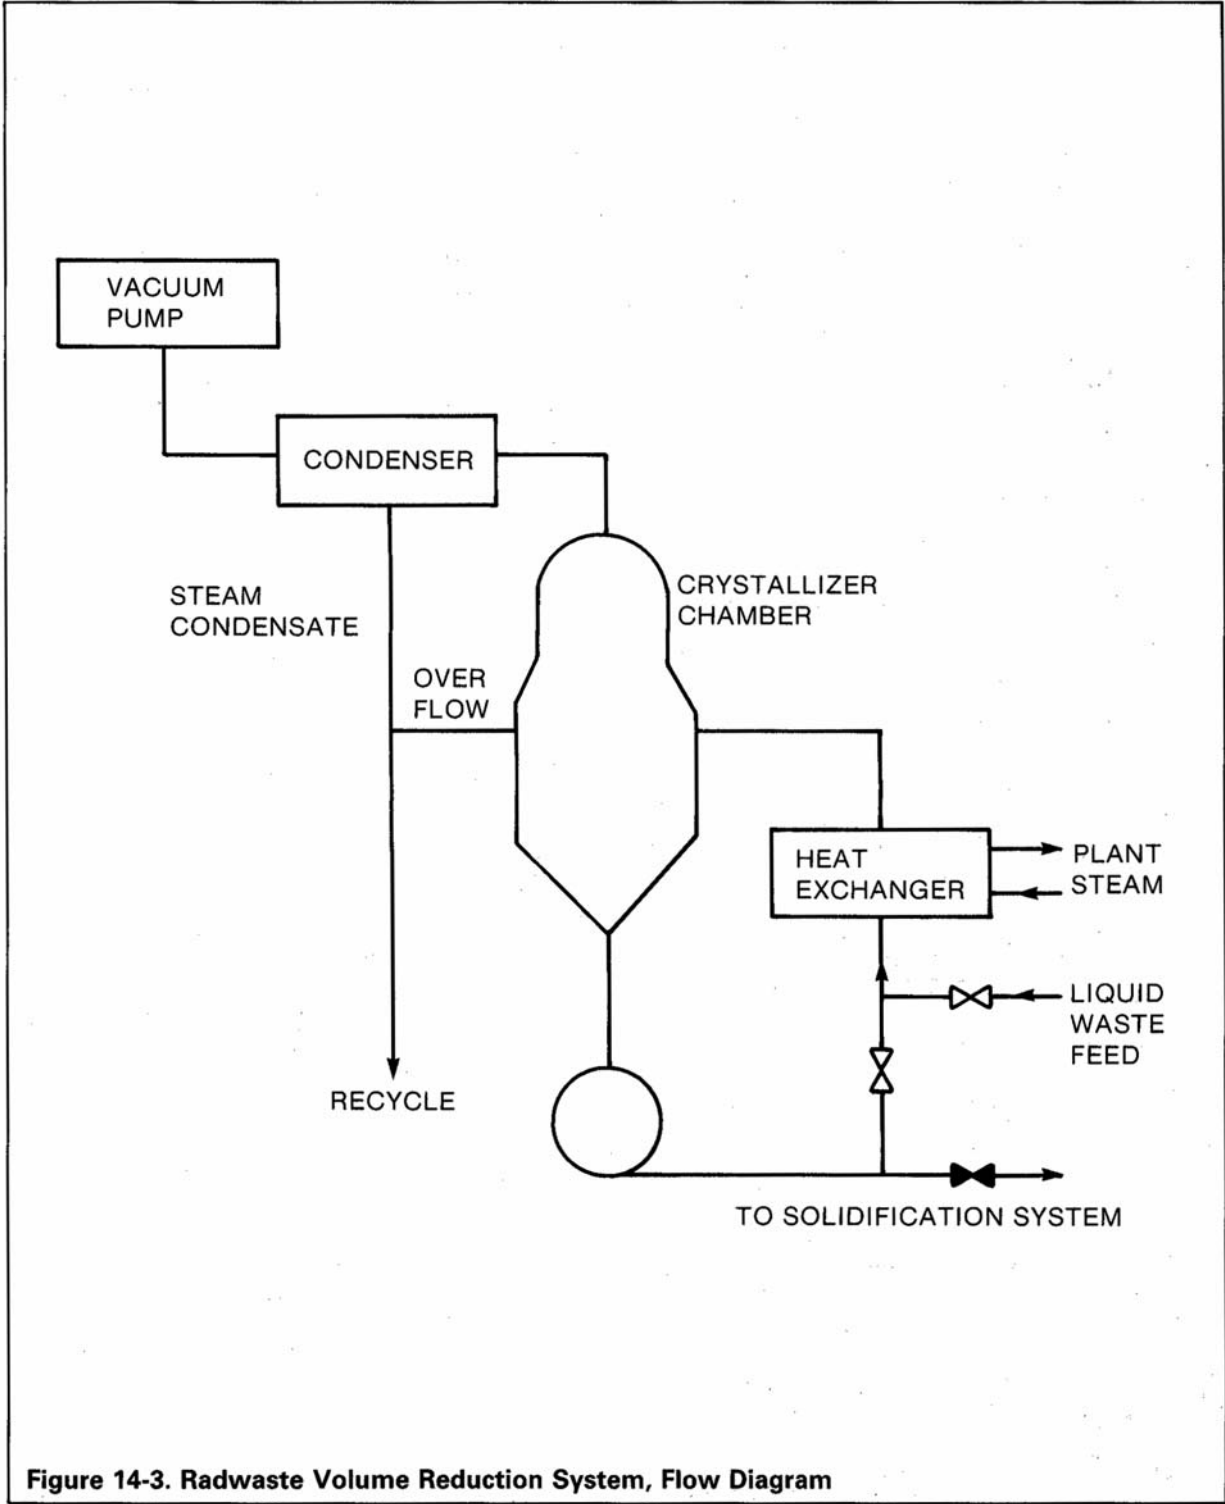 VACUUM
PUMP
CONDENSER
STEAM
CONDENSATE
CRYSTALLIZER
CHAMBER
OVER
FLOW
HEAT
EXCHANGER
PLANT
STEAM
LIQUID
WASTE
FEED
RECYCLE
TO SOLIDIFICATION SYSTEM
Figure 14-3. Radwaste Volume Reduction System, Flow Diagram